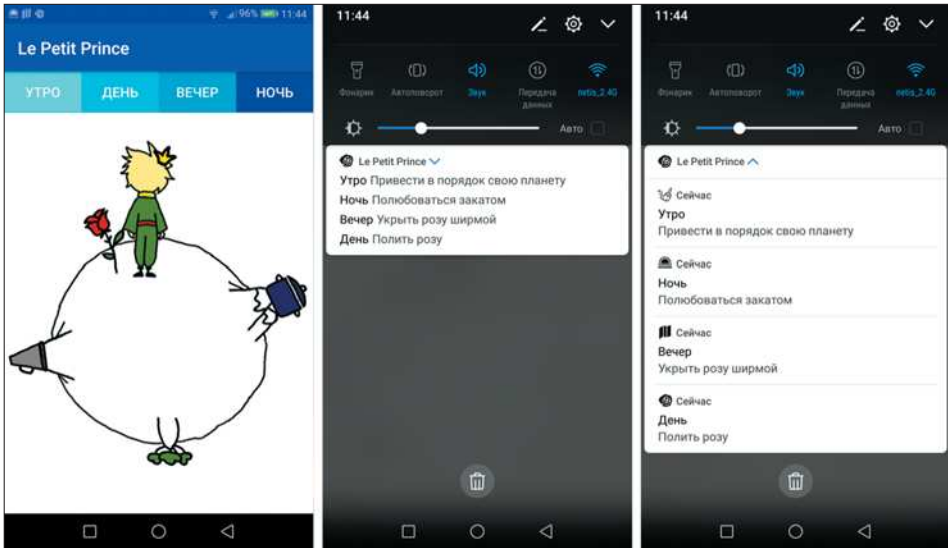 96% 11:44
Le Petit Prince
УТРО ДЕНЬ ВЕЧЕР НОЧЬ
11:44
Фонарик Автоповорот Звук Передача данных netis_2.4G
Авто
Le Petit Prince
Утро Привести в порядок свою планету
Ночь Полюбоваться закатом
Вечер Укрыть розу ширмой
День Полить розу
11:44
Фонарик Автоповорот Звук Передача данных netis_2.4G
Авто
Le Petit Prince
Сейчас
Утро
Привести в порядок свою планету
Сейчас
Ночь
Полюбоваться закатом
Сейчас
Вечер
Укрыть розу ширмой
Сейчас
День
Полить розу